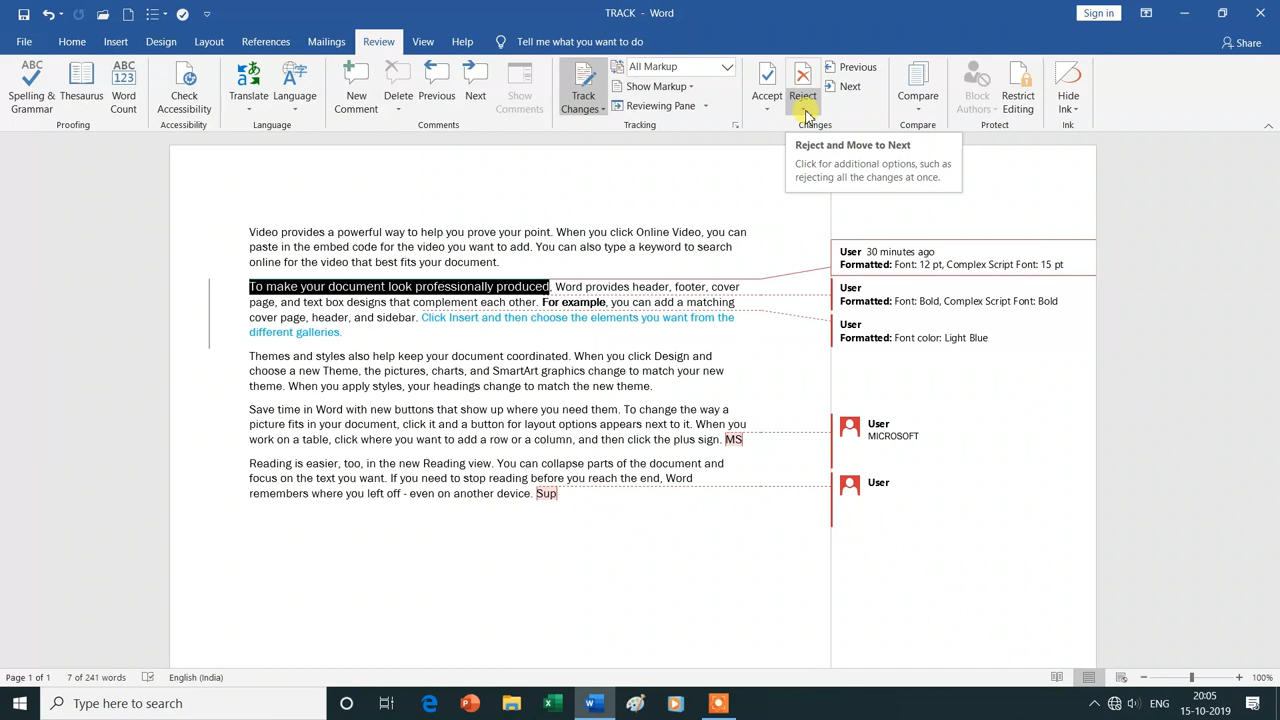 TRACK - Word
Sign in
File Home Insert Design Layout References Mailings Review View Help Tell me what you want to do Share
ABC
Spelling & Grammar
Thesaurus
ABC
123
Word Count
Check Accessibility
Translate
Language
New Comment
Delete
Previous
Next
Show Comments
Track Changes
All Markup
Show Markup
Reviewing Pane
Accept
Reject
Previous
Next
Compare
Block Authors
Restrict Editing
Hide Ink
Proofing Accessibility Language Comments Tracking Changes Compare Protect Ink
Reject and Move to Next
Click for additional options, such as
rejecting all the changes at once.
Video provides a powerful way to help you prove your point. When you click Online Video, you can
paste in the embed code for the video you want to add. You can also type a keyword to search
online for the video that best fits your document.
To make your document look professionally produced, Word provides header, footer, cover
page, and text box designs that complement each other. For example, you can add a matching
cover page, header, and sidebar. Click Insert and then choose the elements you want from the
different galleries.
Themes and styles also help keep your document coordinated. When you click Design and
choose a new Theme, the pictures, charts, and SmartArt graphics change to match your new
theme. When you apply styles, your headings change to match the new theme.
Save time in Word with new buttons that show up where you need them. To change the way a
picture fits in your document, click it and a button for layout options appears next to it. When you
work on a table, click where you want to add a row or a column, and then click the plus sign. MS
Reading is easier, too, in the new Reading view. You can collapse parts of the document and
focus on the text you want. If you need to stop reading before you reach the end, Word
remembers where you left off - even on another device. Sup
User 30 minutes ago
Formatted: Font: 12 pt, Complex Script Font: 15 pt
User
Formatted: Font: Bold, Complex Script Font: Bold
User
Formatted: Font color: Light Blue
User
MICROSOFT
User
Page 1 of 1 7 of 241 words English (India) 100%
Type here to search
ENG
20:05
15-10-2019